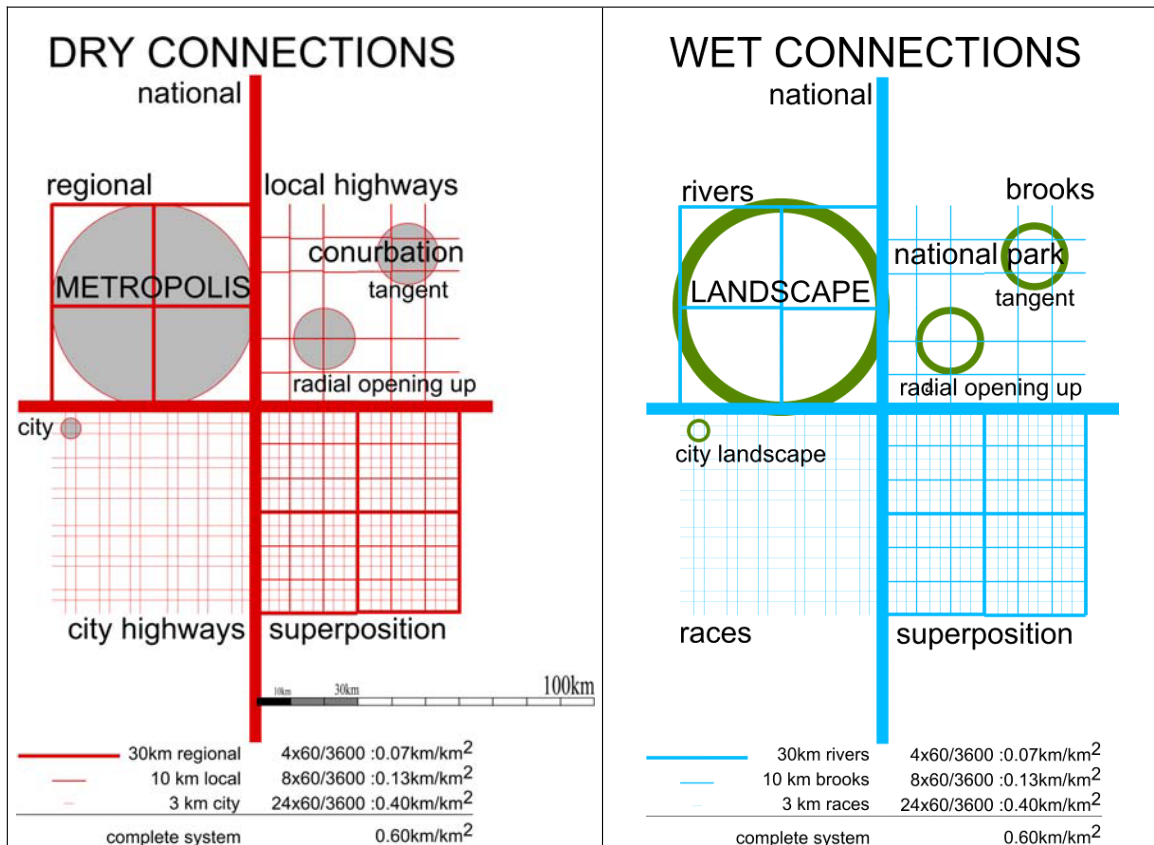 DRY CONNECTIONS
national
regional
local highways
conurbation
METROPOLIS
tangent
radial opening up
city
city highways
superposition
10km
30km
100km
30km regional 4x60/3600 :0.07km/km²
10 km local 8x60/3600 :0.13km/km²
3 km city 24x60/3600 :0.40km/km²
complete system 0.60km/km²
WET CONNECTIONS
national
rivers
brooks
national park
LANDSCAPE
tangent
radial opening up
city landscape
races
superposition
30km rivers 4x60/3600 :0.07km/km²
10 km brooks 8x60/3600 :0.13km/km²
3 km races 24x60/3600 :0.40km/km²
complete system 0.60km/km²